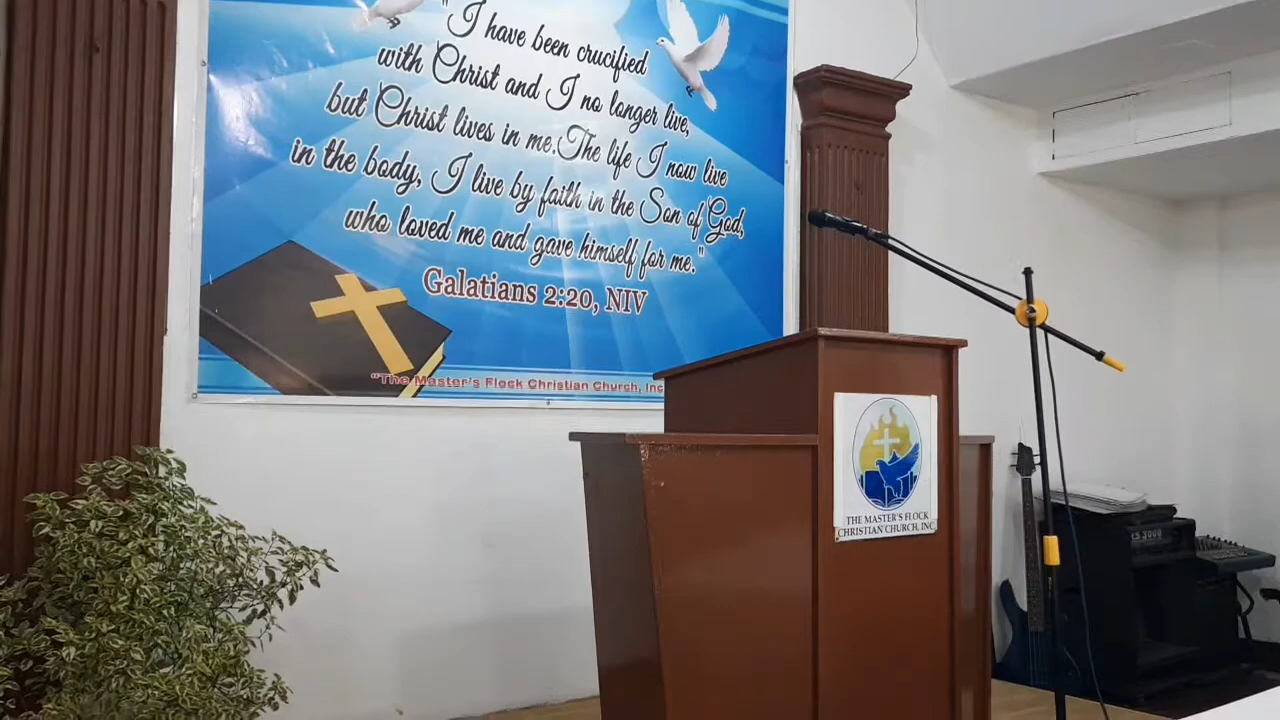 "I have been crucified
with Christ and I no longer live,
but Christ lives in me.The life I now live
in the body, I live by faith in the Son of God,
who loved me and gave himself for me."
Galatians 2:20, NIV
"The Master's Flock Christian Church, Inc
THE MASTER'S FLOCK
CHRISTIAN CHURCH, INC
3000